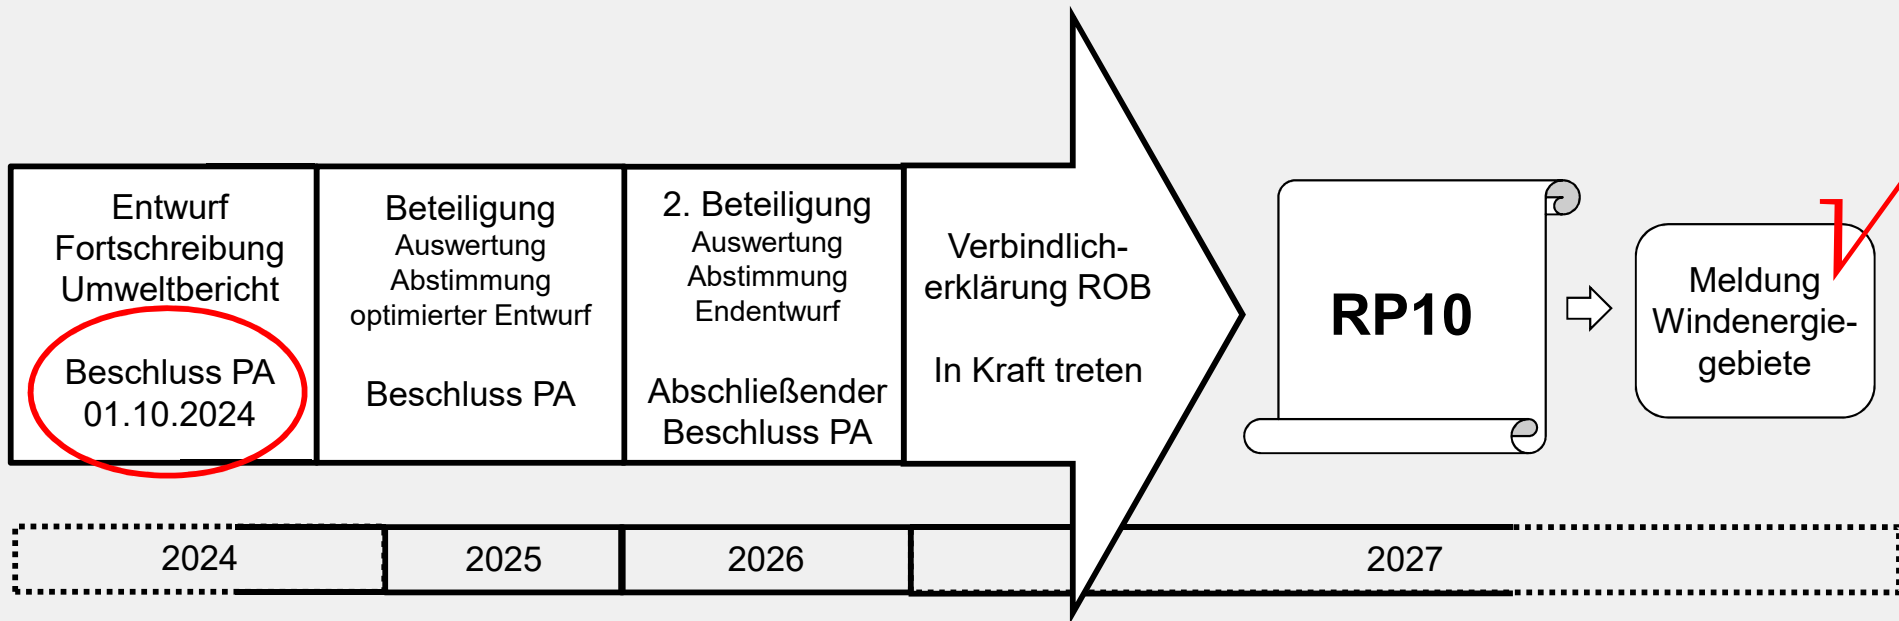 Entwurf
Fortschreibung
Umweltbericht
Beschluss PA
01.10.2024
Beteiligung
Auswertung
Abstimmung
optimierter Entwurf
Beschluss PA
2. Beteiligung
Auswertung
Abstimmung
Endentwurf
Abschließender
Beschluss PA
Verbindlich-
erklärung ROB
In Kraft treten
RP10
Meldung
Windenergie-
gebiete
2024
2025
2026
2027